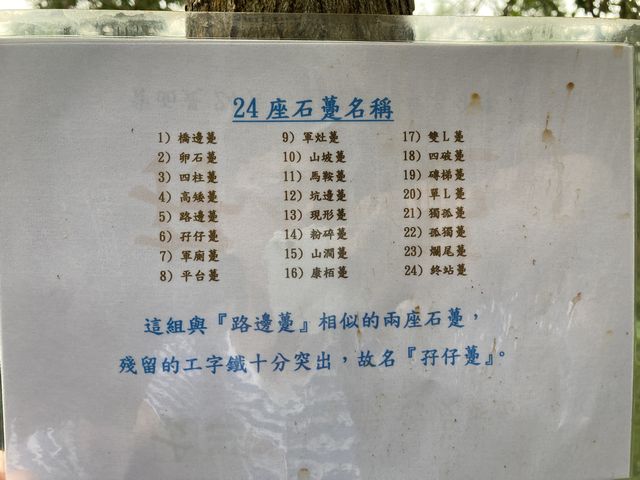 24座石躉名稱
1) 橋邊躉
2) 卵石躉
3) 四柱躉
4) 高矮躉
5) 路邊躉
6) 孖仔躉
7) 軍廟躉
8) 平台躉
9) 軍灶躉
10) 山坡躉
11) 馬鞍躉
12) 坑邊躉
13) 現形躉
14) 粉碎躉
15) 山澗躉
16) 康栢躉
17) 雙L躉
18) 四破躉
19) 磚梯躉
20) 單L躉
21) 獨孤躉
22) 孤獨躉
23) 爛尾躉
24) 終站躉
這組與『路邊躉』相似的兩座石躉，
殘留的工字鐵十分突出，故名『孖仔躉』。